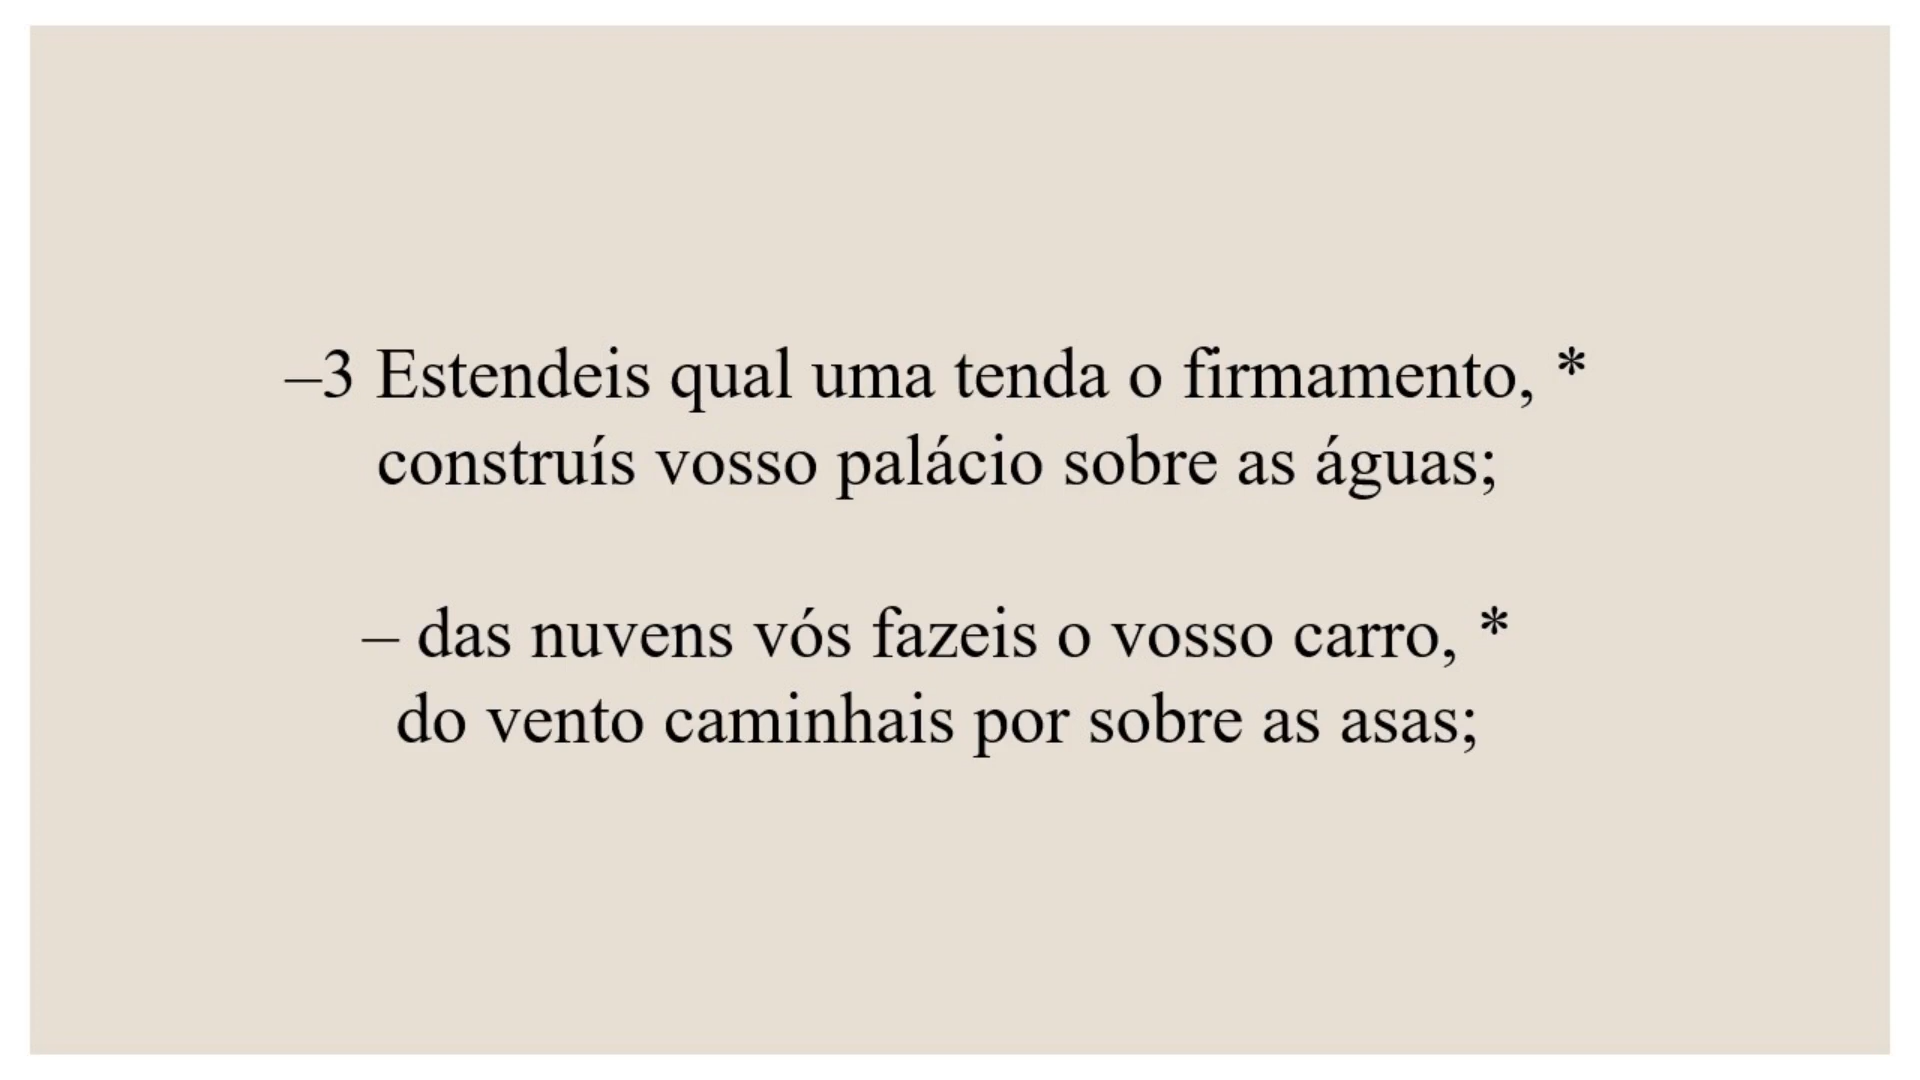 –3 Estendeis qual uma tenda o firmamento, *
construís vosso palácio sobre as águas;
– das nuvens vós fazeis o vosso carro, *
do vento caminhais por sobre as asas;